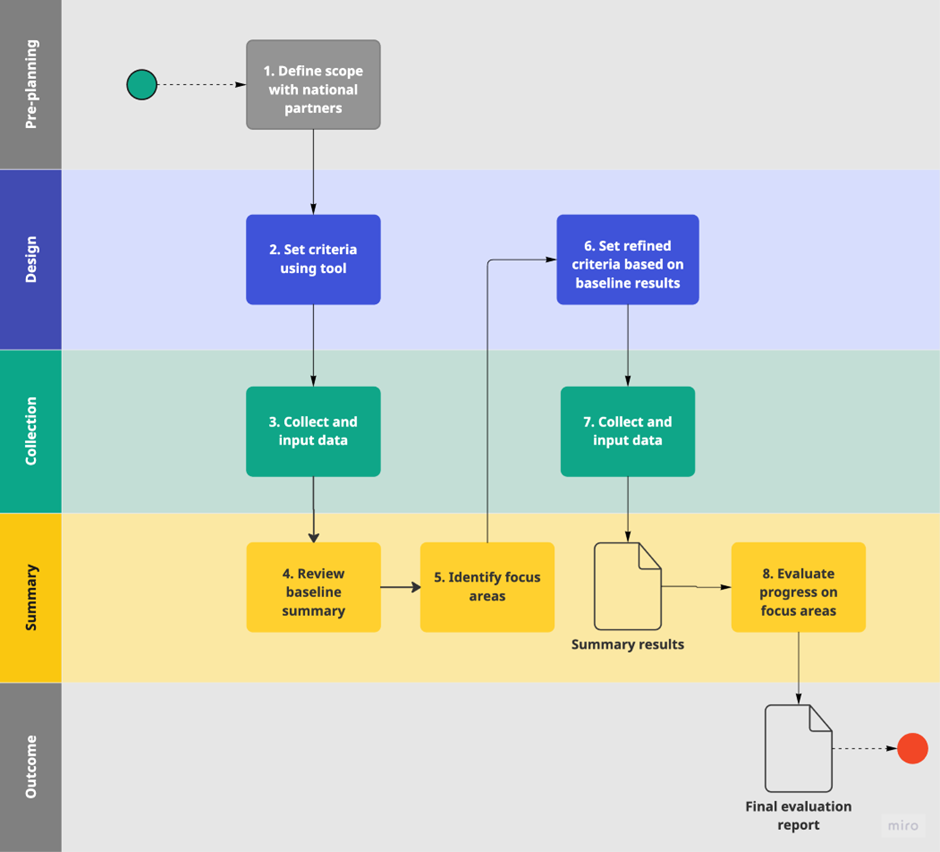 Pre-planning
1. Define scope
with national
partners
Design
2. Set criteria
using tool
6. Set refined
criteria based on
baseline results
Collection
3. Collect and
input data
7. Collect and
input data
Summary
4. Review
baseline
summary
5. Identify focus
areas
Summary results
8. Evaluate
progress on
focus areas
Outcome
Final evaluation
report
miro